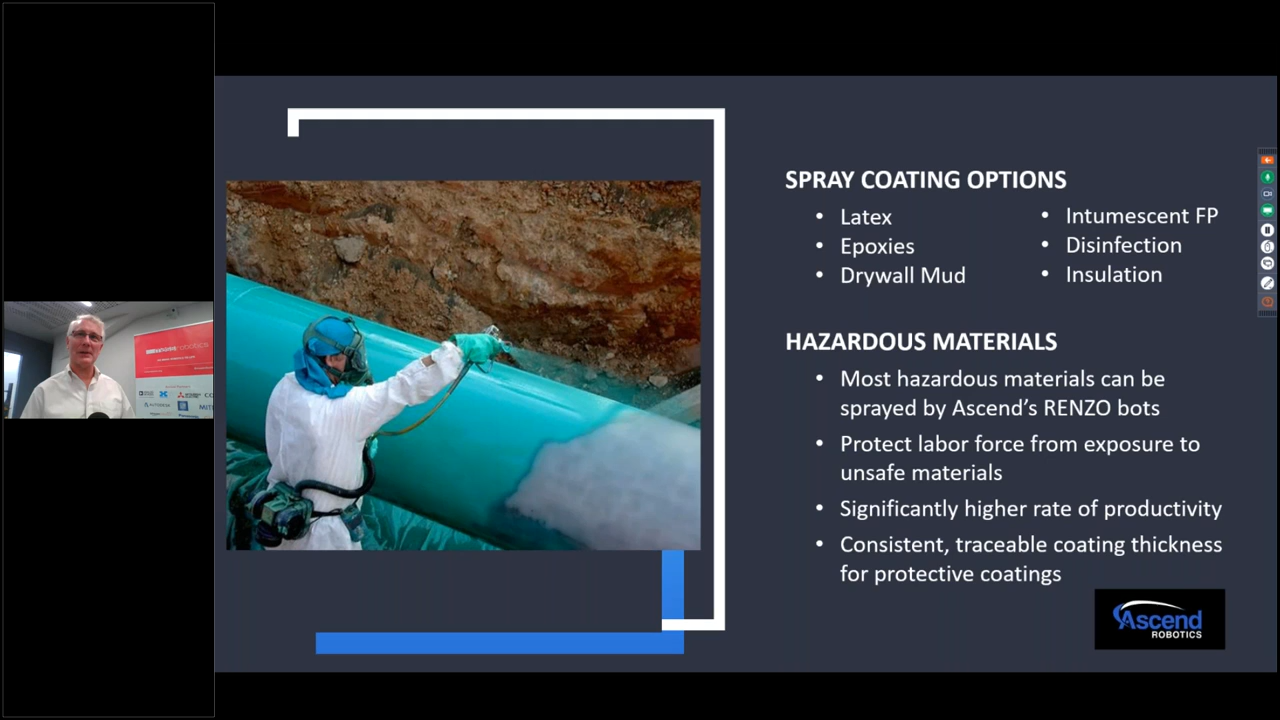 SPRAY COATING OPTIONS
• Latex
• Epoxies
• Drywall Mud
• Intumescent FP
• Disinfection
• Insulation
HAZARDOUS MATERIALS
• Most hazardous materials can be
sprayed by Ascend’s RENZO bots
• Protect labor force from exposure to
unsafe materials
• Significantly higher rate of productivity
• Consistent, traceable coating thickness
for protective coatings
Ascend
ROBOTICS